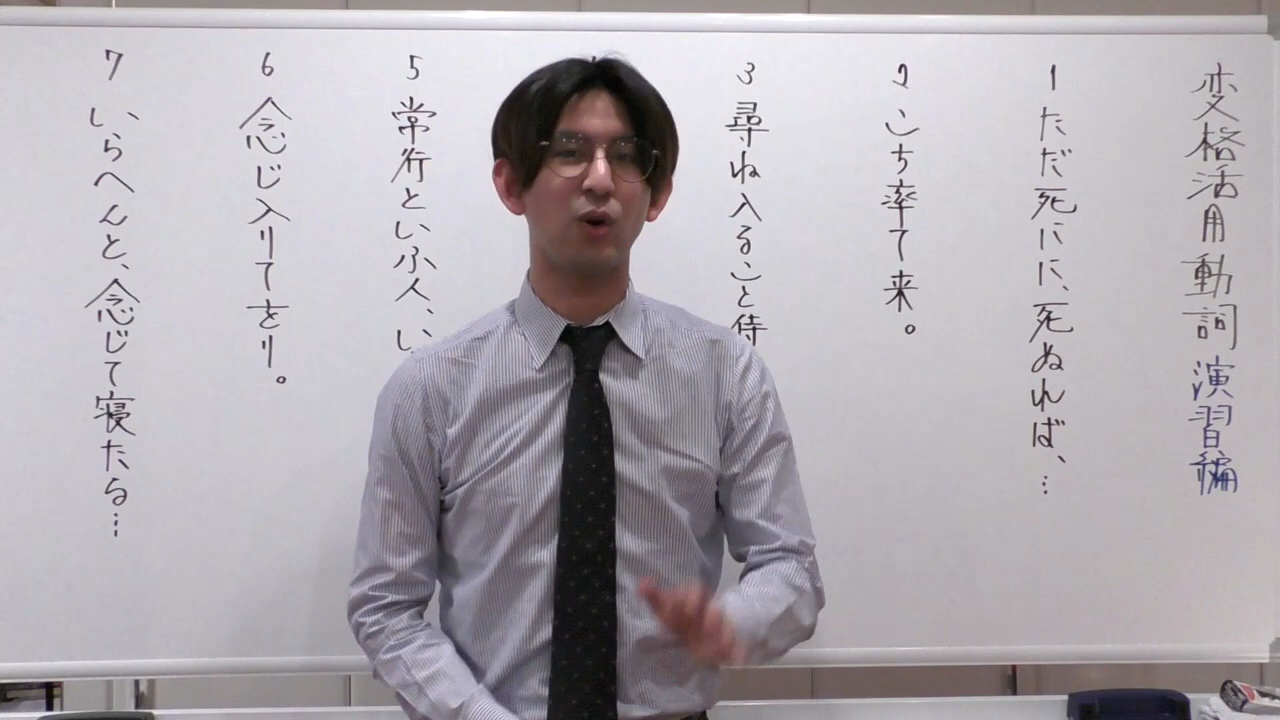 変格活用動詞 演習編
1 ただ死にに、死ぬれば、…
2 こち率て来。
3 尋ね入ること侍
5 常行といふ人、い
6 念じ入りてをり。
7 いらへんと、念じて寝たる…